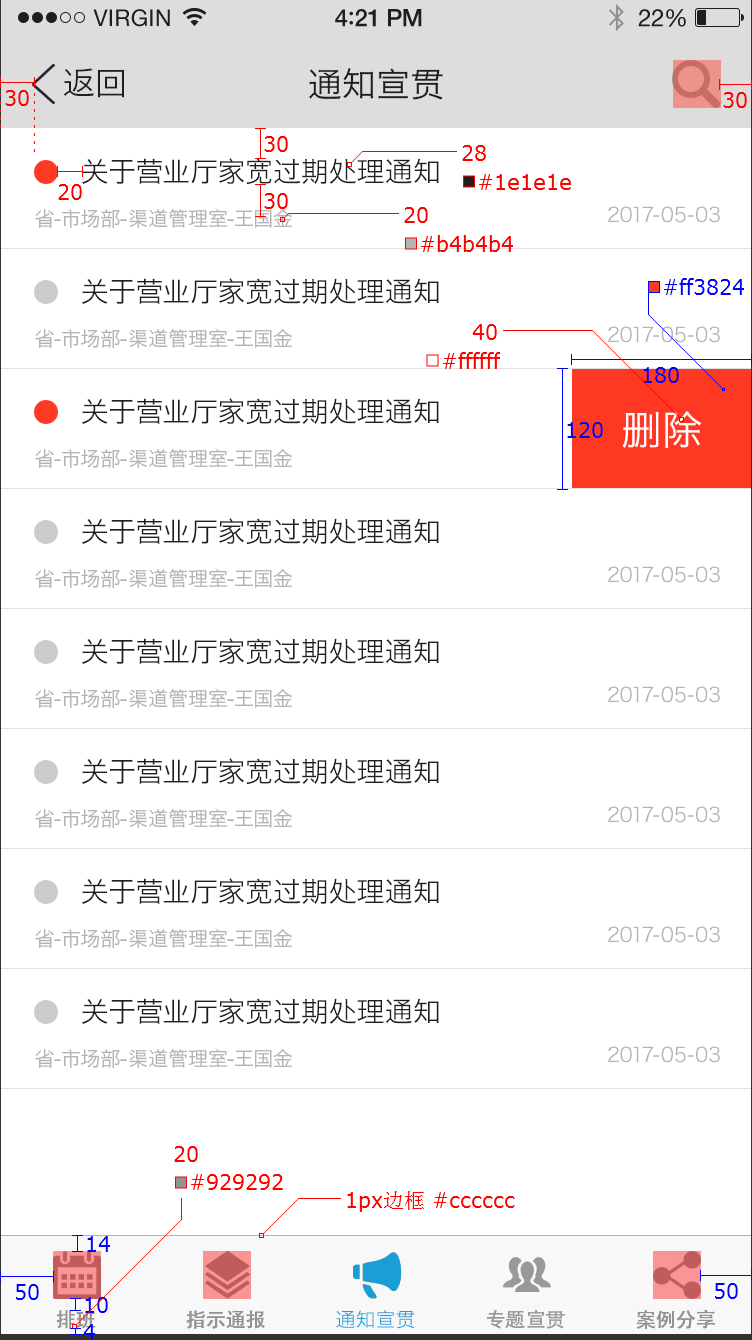 VIRGIN 4:21 PM 22%
返回 通知宣贯
30 30
30 28
关于营业厅家宽过期处理通知 #1e1e1e
20 30 20
省-市场部-渠道管理室-王国金 2017-05-03
#b4b4b4
关于营业厅家宽过期处理通知 #ff3824
省-市场部-渠道管理室-王国金 40 2017-05-03
#ffffff
180
关于营业厅家宽过期处理通知 120 删除
省-市场部-渠道管理室-王国金
关于营业厅家宽过期处理通知
省-市场部-渠道管理室-王国金 2017-05-03
关于营业厅家宽过期处理通知
省-市场部-渠道管理室-王国金 2017-05-03
关于营业厅家宽过期处理通知
省-市场部-渠道管理室-王国金 2017-05-03
关于营业厅家宽过期处理通知
省-市场部-渠道管理室-王国金 2017-05-03
关于营业厅家宽过期处理通知
省-市场部-渠道管理室-王国金 2017-05-03
20
#929292
1px边框 #cccccc
14
50 50
10
排班 指示通报 通知宣贯 专题宣贯 案例分享
4